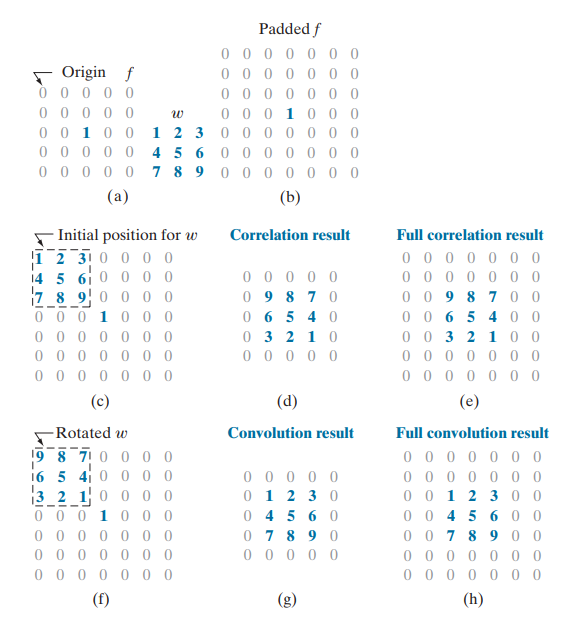 Origin f
0 0 0 0 0
0 0 0 0 0
0 0 1 0 0
0 0 0 0 0
0 0 0 0 0
w
1 2 3
4 5 6
7 8 9
(a)
Padded f
0 0 0 0 0 0 0
0 0 0 0 0 0 0
0 0 0 0 0 0 0
0 0 0 1 0 0 0
0 0 0 0 0 0 0
0 0 0 0 0 0 0
0 0 0 0 0 0 0
(b)
Initial position for w
1 2 3 0 0 0 0
4 5 6 0 0 0 0
7 8 9 0 0 0 0
0 0 0 1 0 0 0
0 0 0 0 0 0 0
0 0 0 0 0 0 0
0 0 0 0 0 0 0
(c)
Correlation result
0 0 0 0 0
0 9 8 7 0
0 6 5 4 0
0 3 2 1 0
0 0 0 0 0
(d)
Full correlation result
0 0 0 0 0 0 0
0 0 0 0 0 0 0
0 0 9 8 7 0 0
0 0 6 5 4 0 0
0 0 3 2 1 0 0
0 0 0 0 0 0 0
0 0 0 0 0 0 0
(e)
Rotated w
9 8 7 0 0 0 0
6 5 4 0 0 0 0
3 2 1 0 0 0 0
0 0 0 1 0 0 0
0 0 0 0 0 0 0
0 0 0 0 0 0 0
0 0 0 0 0 0 0
(f)
Convolution result
0 0 0 0 0
0 1 2 3 0
0 4 5 6 0
0 7 8 9 0
0 0 0 0 0
(g)
Full convolution result
0 0 0 0 0 0 0
0 0 0 0 0 0 0
0 0 1 2 3 0 0
0 0 4 5 6 0 0
0 0 7 8 9 0 0
0 0 0 0 0 0 0
0 0 0 0 0 0 0
(h)